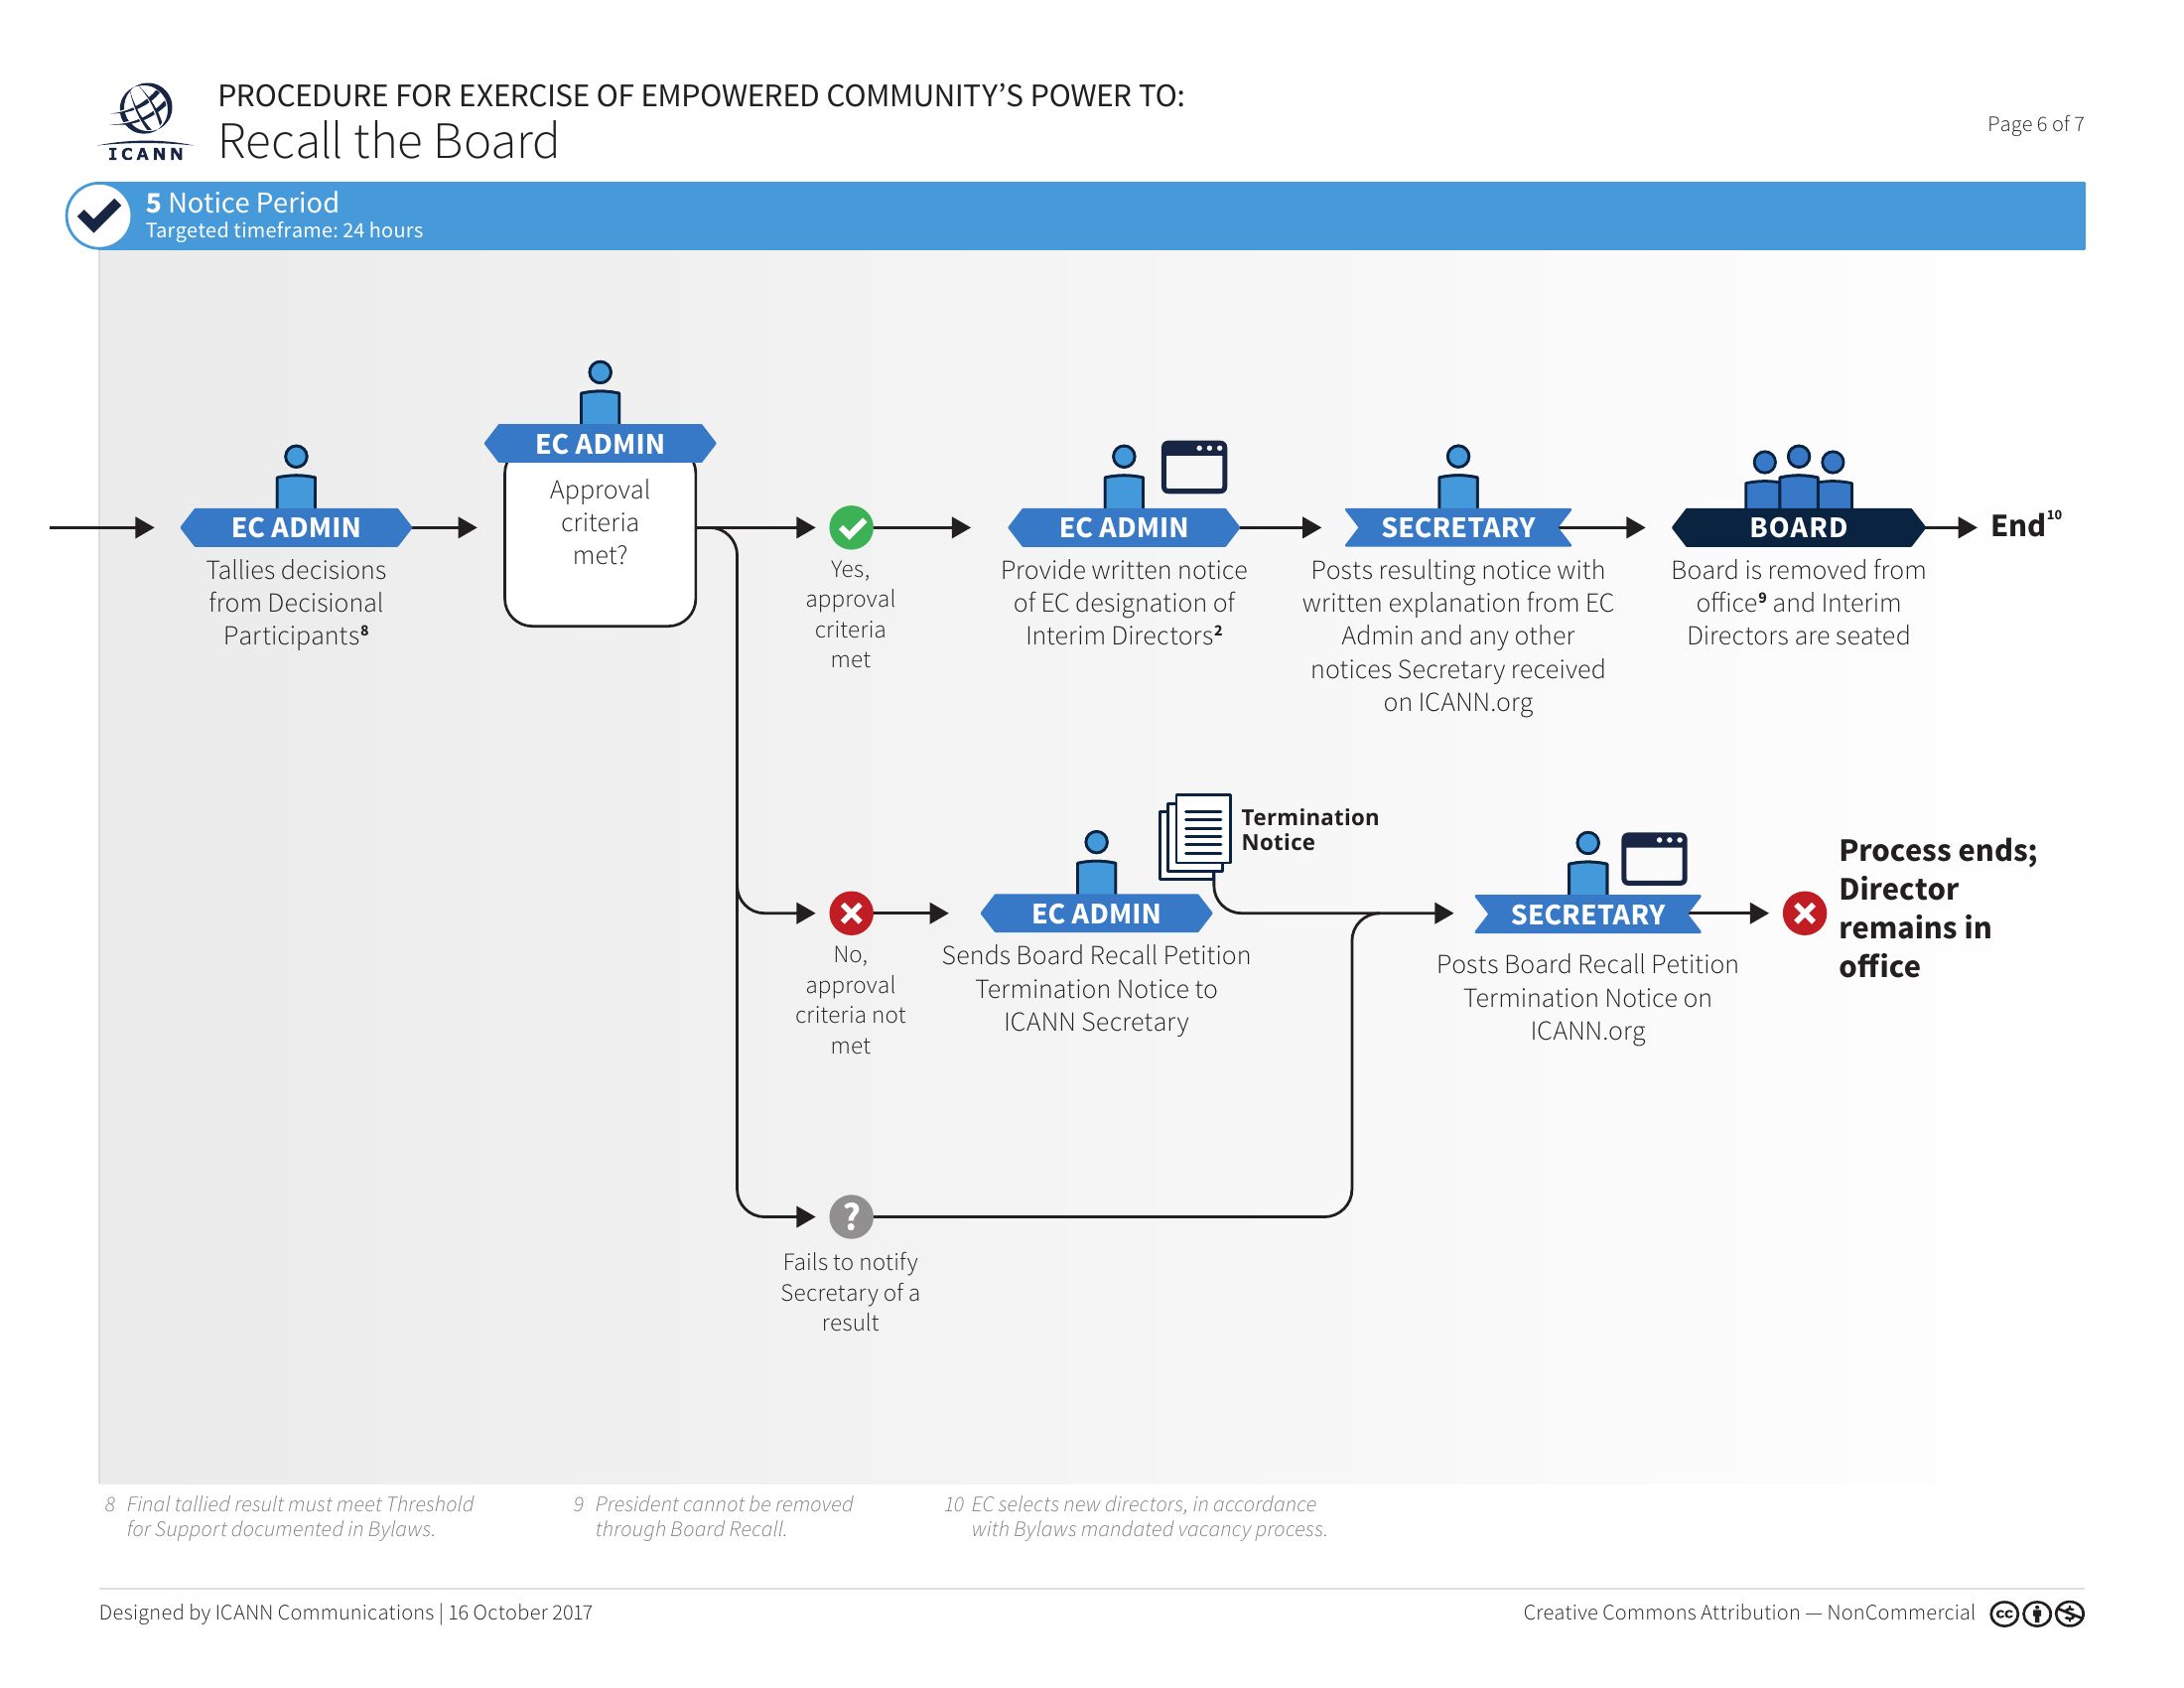 ICANN
PROCEDURE FOR EXERCISE OF EMPOWERED COMMUNITY’S POWER TO:
Recall the Board
Page 6 of 7
5 Notice Period
Targeted timeframe: 24 hours
EC ADMIN
Tallies decisions
from Decisional
Participants8
EC ADMIN
Approval
criteria
met?
Yes,
approval
criteria
met
EC ADMIN
Provide written notice
of EC designation of
Interim Directors2
SECRETARY
Posts resulting notice with
written explanation from EC
Admin and any other
notices Secretary received
on ICANN.org
BOARD
Board is removed from
office9 and Interim
Directors are seated
End10
No,
approval
criteria not
met
EC ADMIN
Sends Board Recall Petition
Termination Notice to
ICANN Secretary
Termination
Notice
SECRETARY
Posts Board Recall Petition
Termination Notice on
ICANN.org
Process ends;
Director
remains in
office
?
Fails to notify
Secretary of a
result
8 Final tallied result must meet Threshold
for Support documented in Bylaws.
9 President cannot be removed
through Board Recall.
10 EC selects new directors, in accordance
with Bylaws mandated vacancy process.
Designed by ICANN Communications | 16 October 2017
Creative Commons Attribution — NonCommercial
cc
$